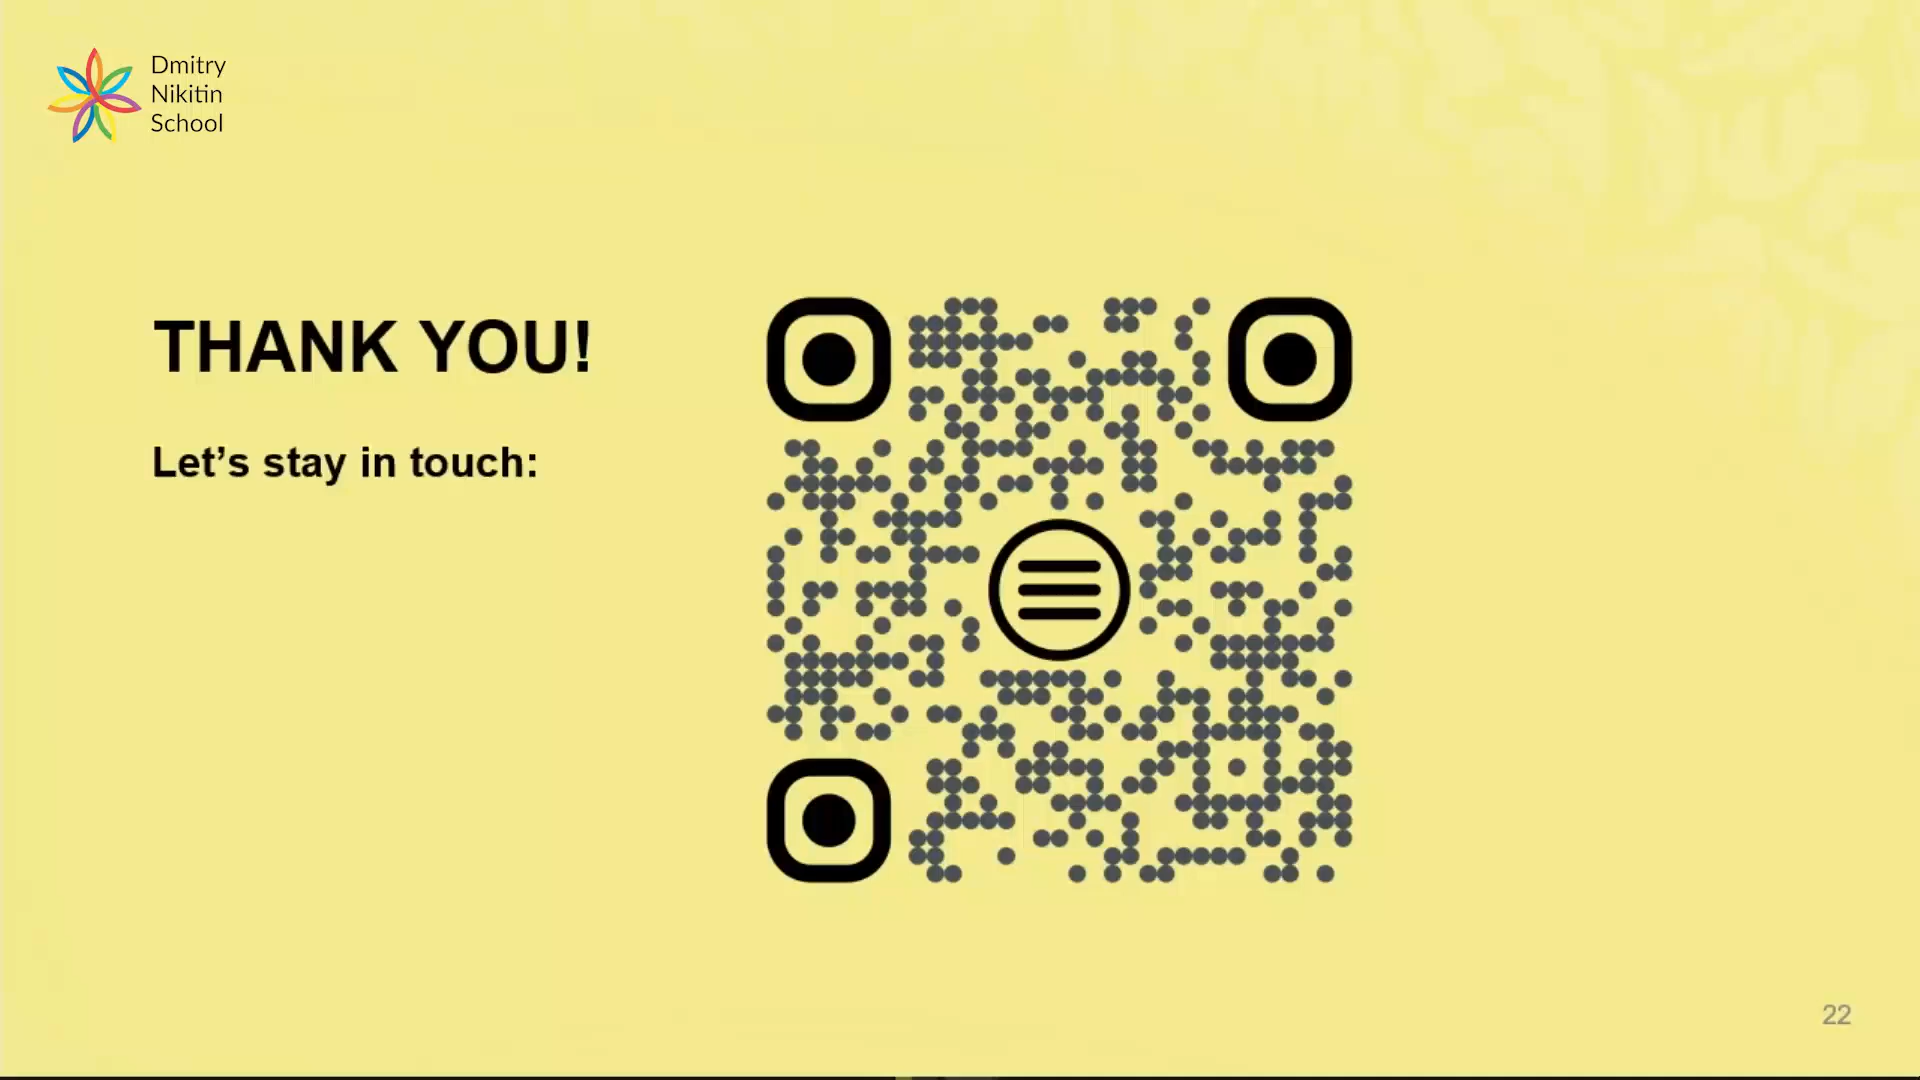 Dmitry
Nikitin
School
THANK YOU!
Let’s stay in touch:
22